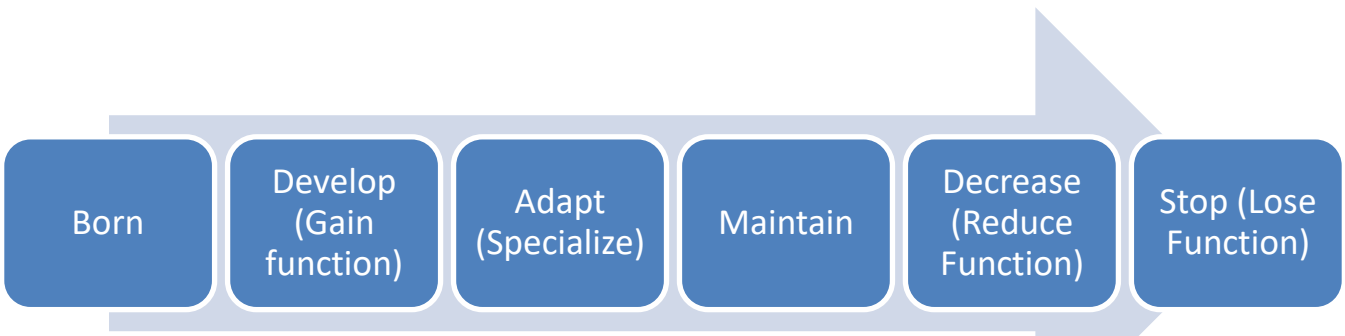 Born
Develop
(Gain
function)
Adapt
(Specialize)
Maintain
Decrease
(Reduce
Function)
Stop (Lose
Function)